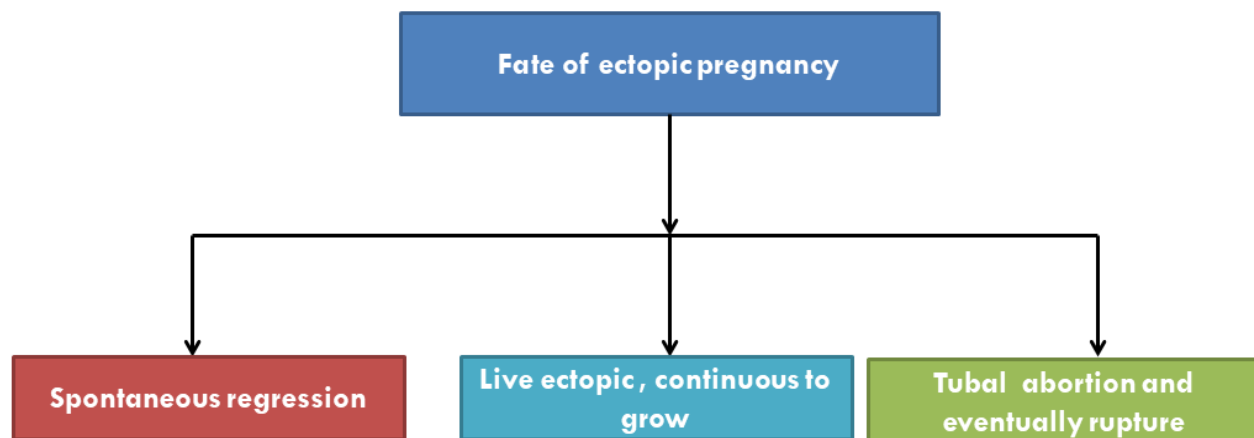 Fate of ectopic pregnancy
Spontaneous regression
Live ectopic , continuous to
grow
Tubal abortion and
eventually rupture